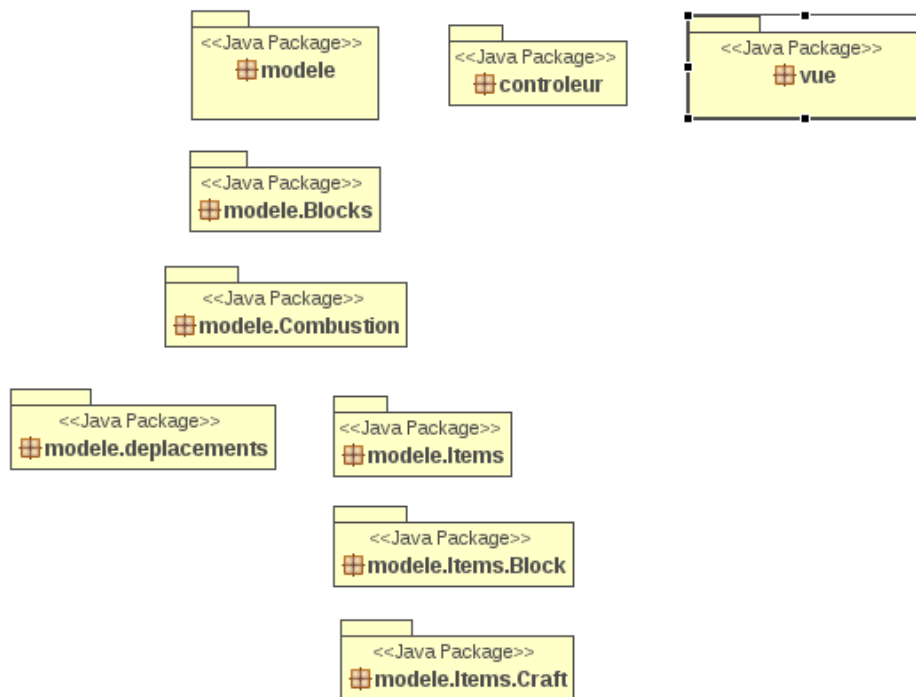 <<Java Package>>
modele
<<Java Package>>
controleur
<<Java Package>>
vue
<<Java Package>>
modele.Blocks
<<Java Package>>
modele.Combustion
<<Java Package>>
modele.deplacements
<<Java Package>>
modele.Items
<<Java Package>>
modele.Items.Block
<<Java Package>>
modele.Items.Craft